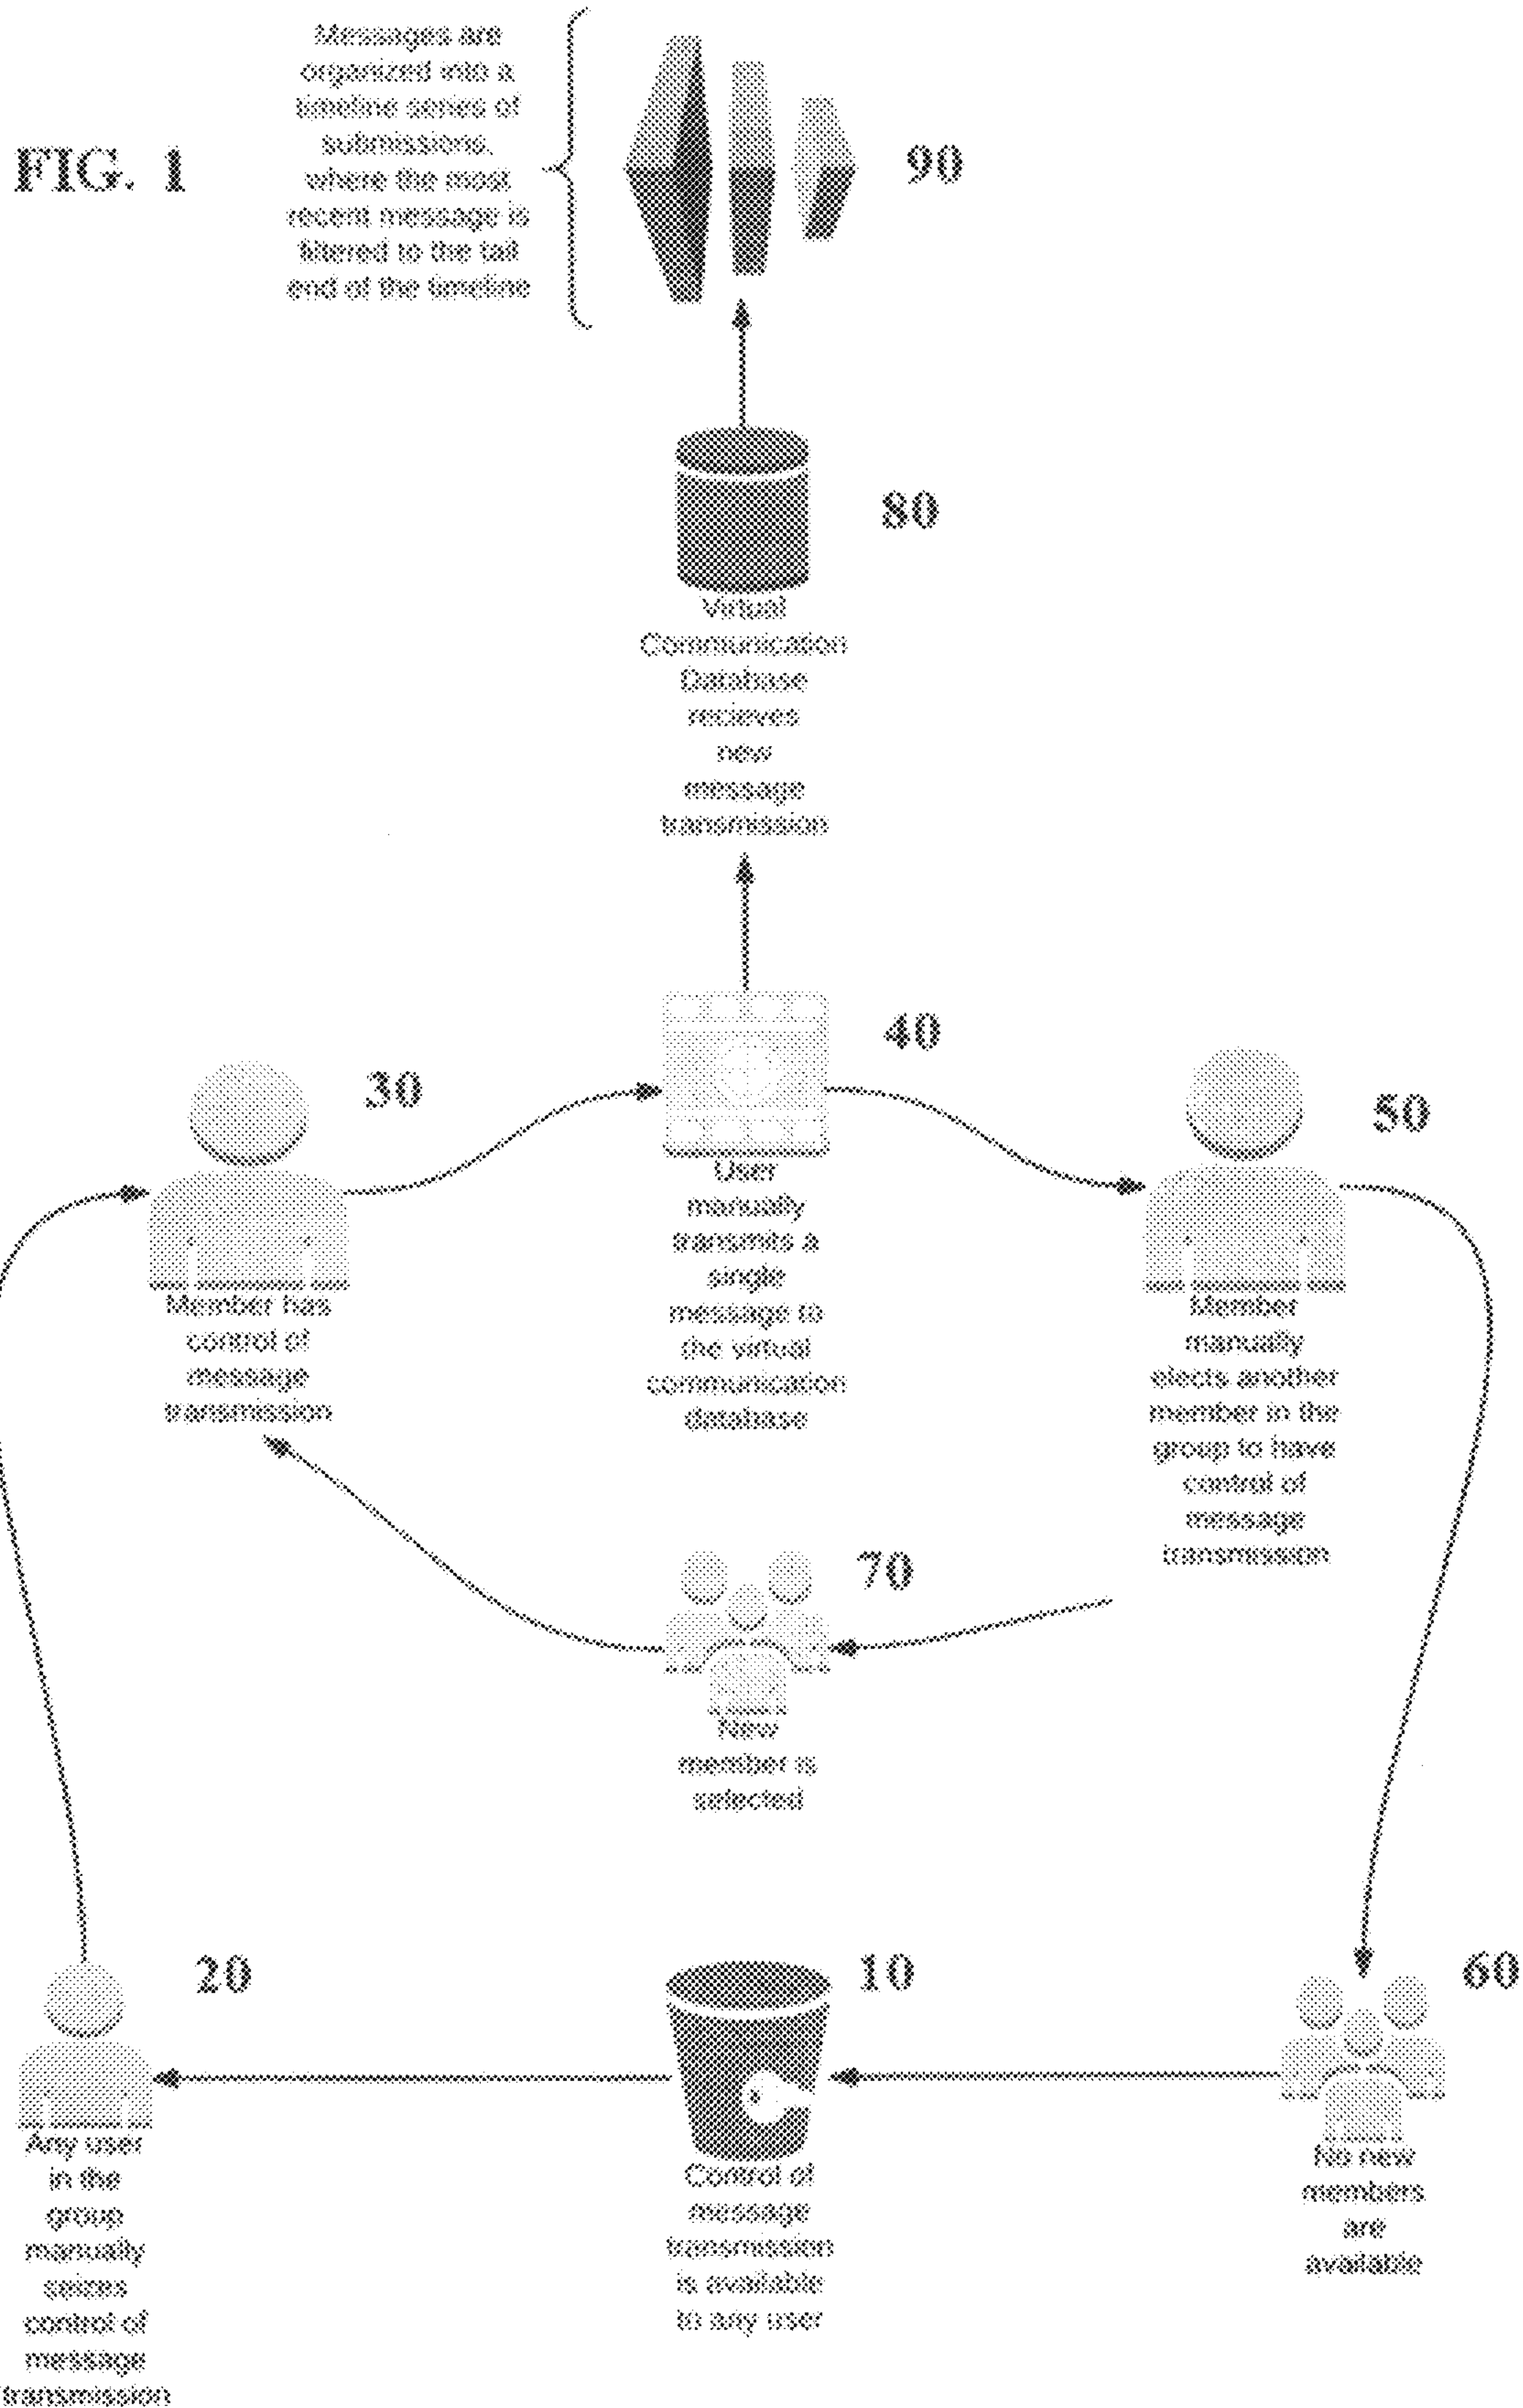 FIG. 1
Messages are
organized into a
timeline series of
submissions,
where the most
recent message is
filtered to the tail
end of the timeline
90
80
Virtual
Communication
Database
recieves
new
message
transmission
40
User
manually
transmits a
single
message to
the virtual
communication
database
30
Member has
control of
message
transmission
50
Member
manually
elects another
member in the
group to have
control of
message
transmission
70
New
member is
selected
20
Any user
in the
group
manually
seizes
control of
message
transmission
10
Control of
message
transmission
is available
to any user
60
No new
members
are
available